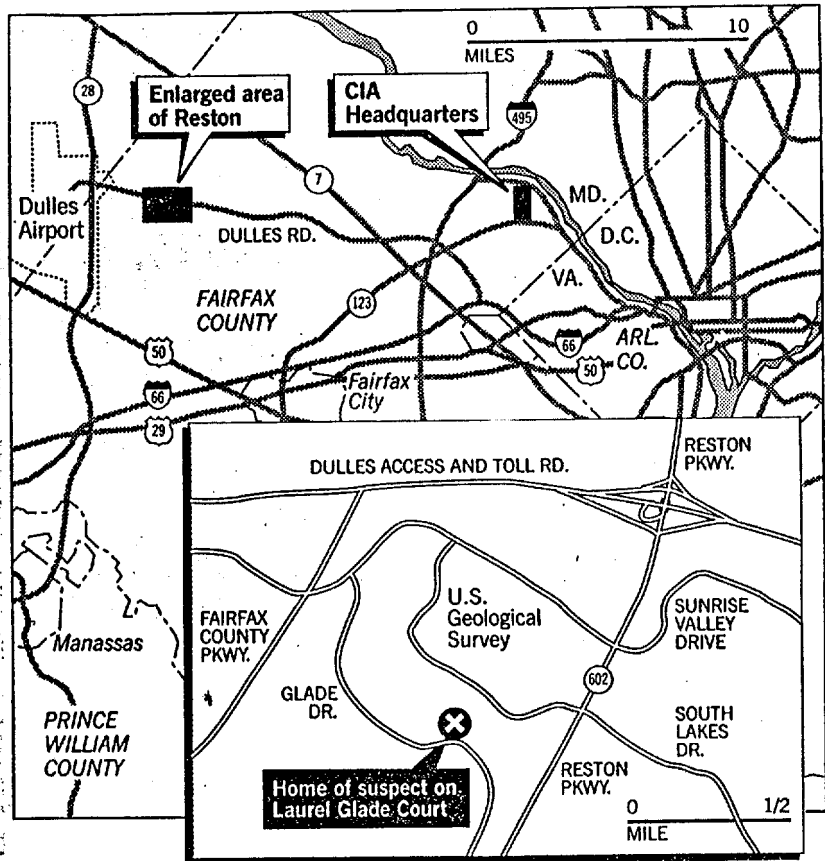 0 10
MILES
28
Enlarged area
of Reston
CIA
Headquarters
495
7
MD.
D.C.
Dulles
Airport
DULLES RD.
VA.
FAIRFAX
COUNTY
123
ARL.
CO.
66
50
50
66
29
Fairfax
City
RESTON
PKWY.
DULLES ACCESS AND TOLL RD.
U.S.
Geological
Survey
SUNRISE
VALLEY
DRIVE
FAIRFAX
COUNTY
PKWY.
Manassas
602
GLADE
DR.
SOUTH
LAKES
DR.
PRINCE
WILLIAM
COUNTY
RESTON
PKWY.
Home of suspect on
Laurel Glade Court
0 1/2
MILE